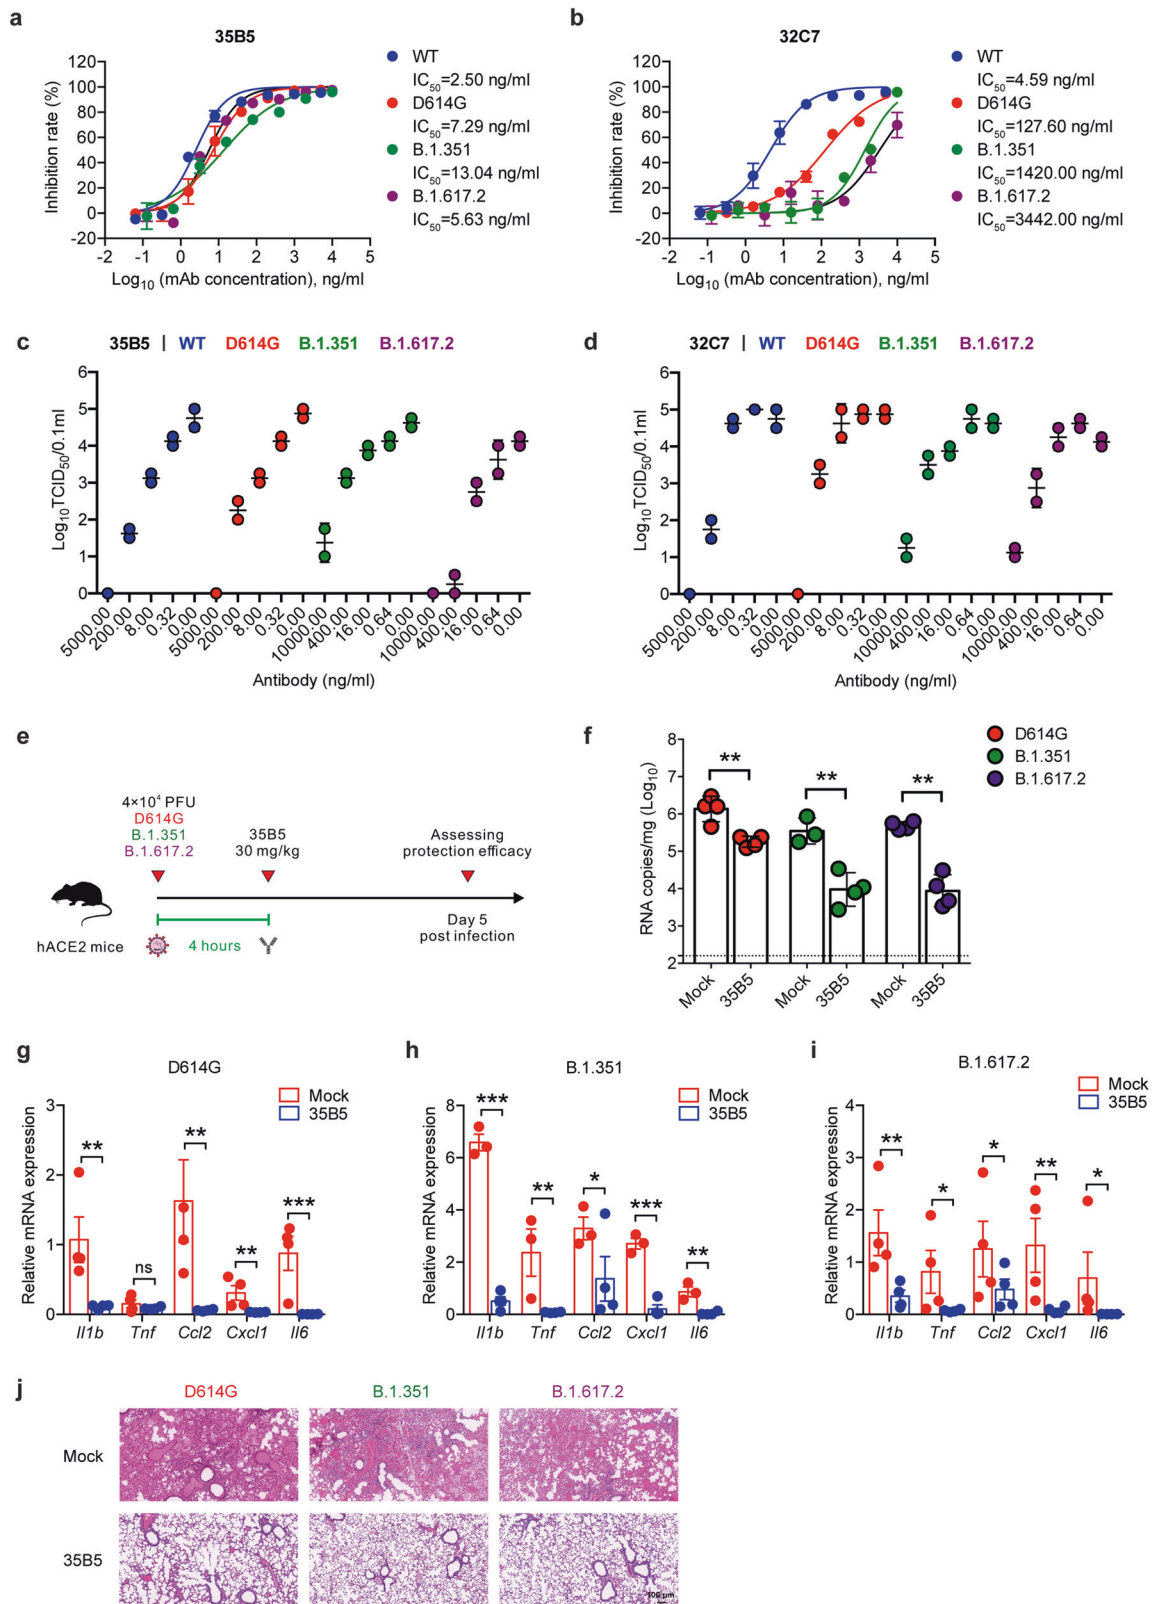 a
35B5
120
100
80
60
40
20
0
-20
Inhibition rate (%)
-2 -1 0 1 2 3 4 5
Log10 (mAb concentration), ng/ml
WT
IC50=2.50 ng/ml
D614G
IC50=7.29 ng/ml
B.1.351
IC50=13.04 ng/ml
B.1.617.2
IC50=5.63 ng/ml
b
32C7
120
100
80
60
40
20
0
-20
Inhibition rate (%)
-2 -1 0 1 2 3 4 5
Log10 (mAb concentration), ng/ml
WT
IC50=4.59 ng/ml
D614G
IC50=127.60 ng/ml
B.1.351
IC50=1420.00 ng/ml
B.1.617.2
IC50=3442.00 ng/ml
c
35B5 | WT D614G B.1.351 B.1.617.2
6
5
4
3
2
1
0
Log10TCID50/0.1ml
5000.00 200.00 8.00 0.32 0.00 5000.00 200.00 8.00 0.32 0.00 10000.00 400.00 16.00 0.64 0.00 10000.00 400.00 16.00 0.64 0.00
Antibody (ng/ml)
d
32C7 | WT D614G B.1.351 B.1.617.2
6
5
4
3
2
1
0
Log10TCID50/0.1ml
5000.00 200.00 8.00 0.32 0.00 5000.00 200.00 8.00 0.32 0.00 10000.00 400.00 16.00 0.64 0.00 10000.00 400.00 16.00 0.64 0.00
Antibody (ng/ml)
e
4×10⁴ PFU
D614G
B.1.351
B.1.617.2
35B5
30 mg/kg
Assessing
protection efficacy
hACE2 mice
4 hours
Day 5
post infection
f
8
7
6
5
4
3
2
RNA copies/mg (Log10)
** ** **
Mock 35B5 Mock 35B5 Mock 35B5
D614G
B.1.351
B.1.617.2
g
D614G
Mock
35B5
3
2
1
0
Relative mRNA expression
** ns ** ** ***
Il1b Tnf Ccl2 Cxcl1 Il6
h
B.1.351
Mock
35B5
8
6
4
2
0
Relative mRNA expression
*** ** * *** **
Il1b Tnf Ccl2 Cxcl1 Il6
i
B.1.617.2
Mock
35B5
4
3
2
1
0
Relative mRNA expression
** * * ** *
Il1b Tnf Ccl2 Cxcl1 Il6
j
D614G B.1.351 B.1.617.2
Mock
35B5
100 µm